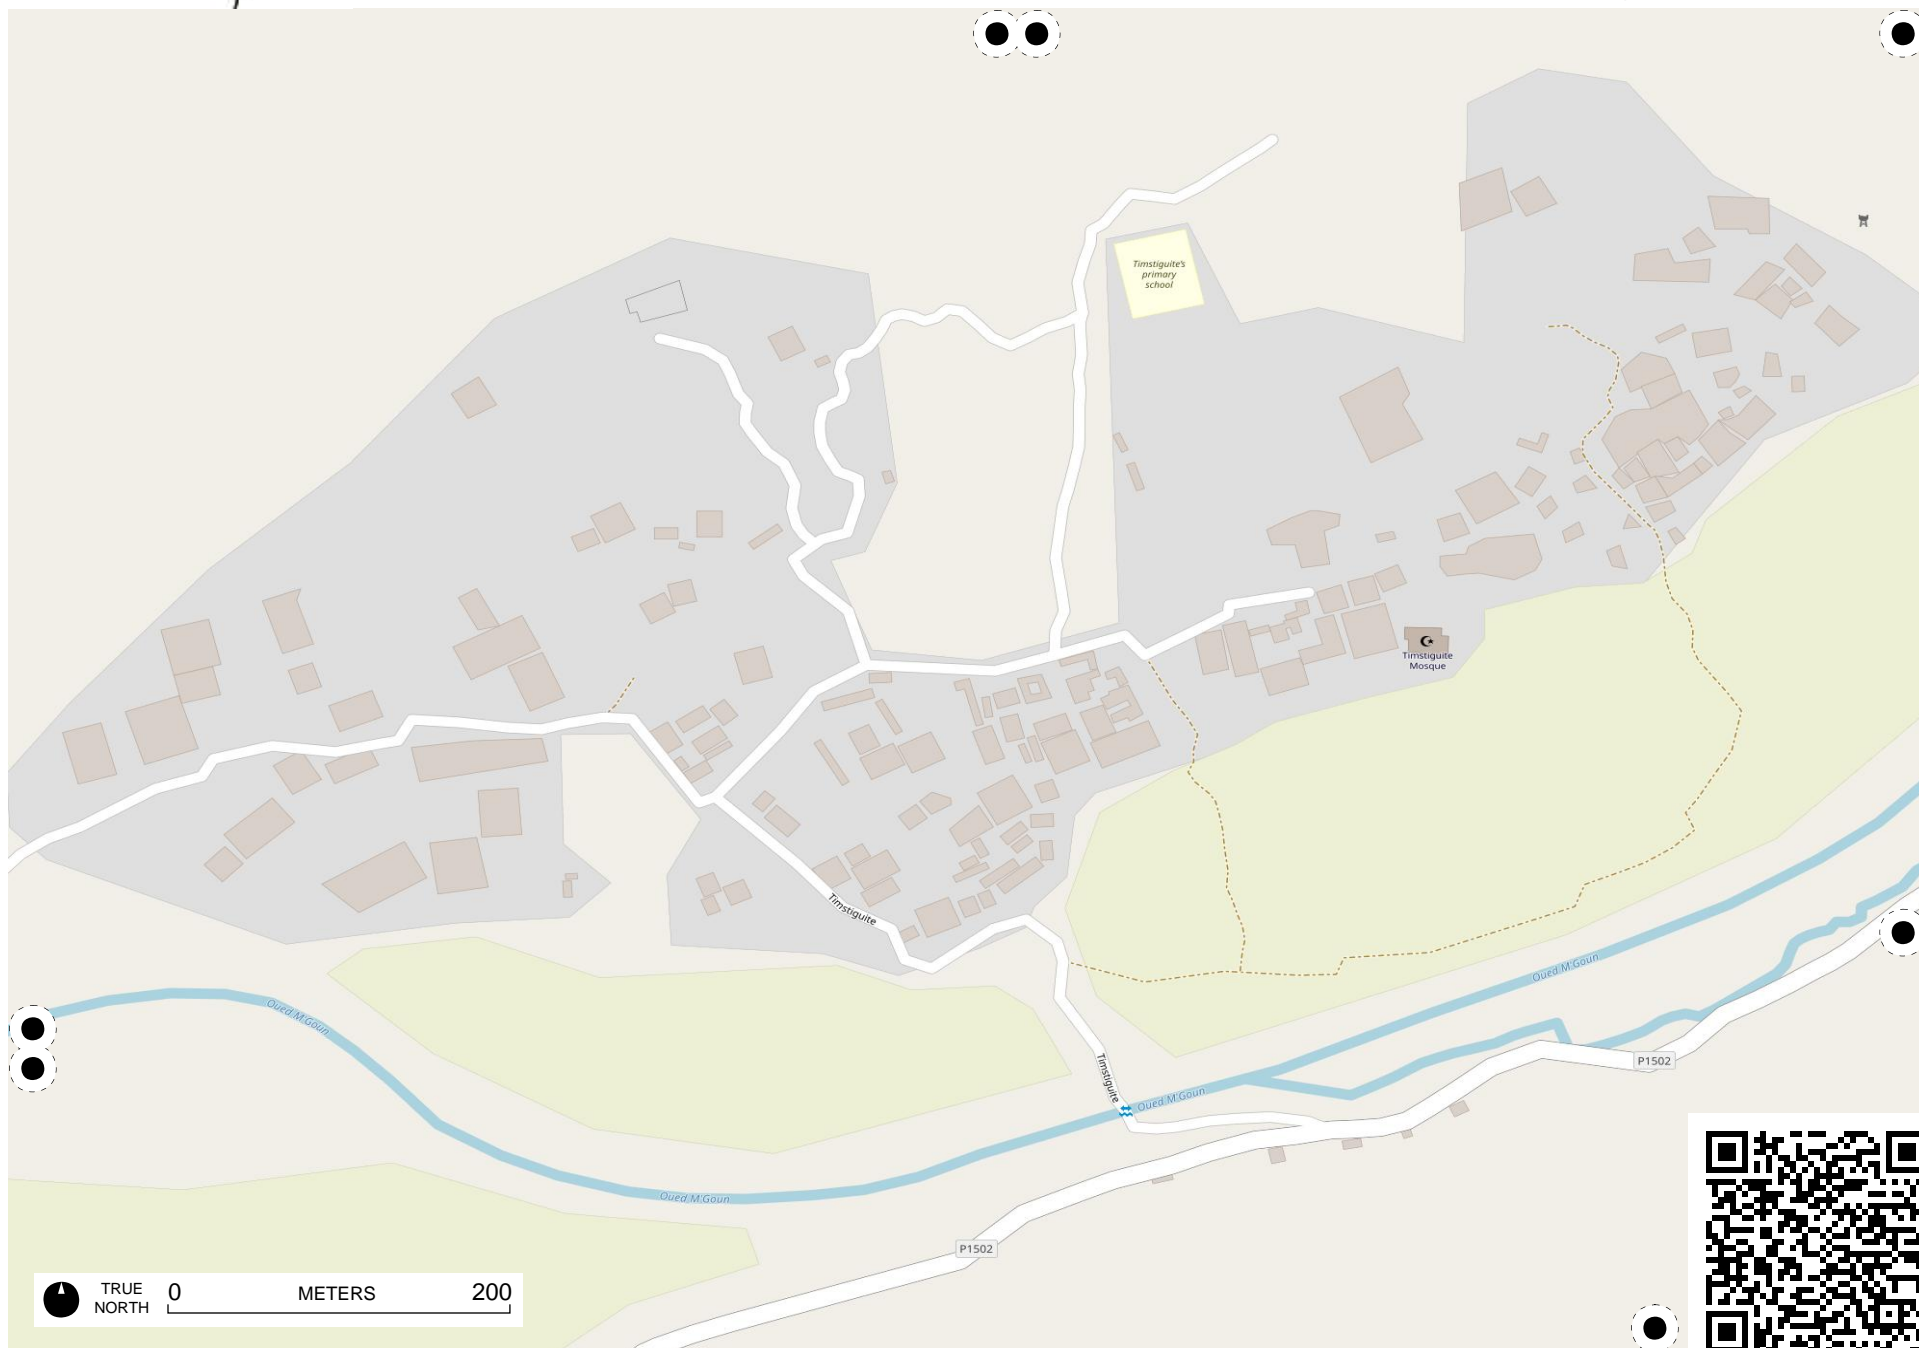 Timstiguite's
primary
school
Timstiguite
Mosque
Timstiguite
Oued M'Goun
Oued M'Goun
Timstiguite
P1502
Oued M'Goun
Oued M'Goun
P1502
TRUE
NORTH
0 METERS 200